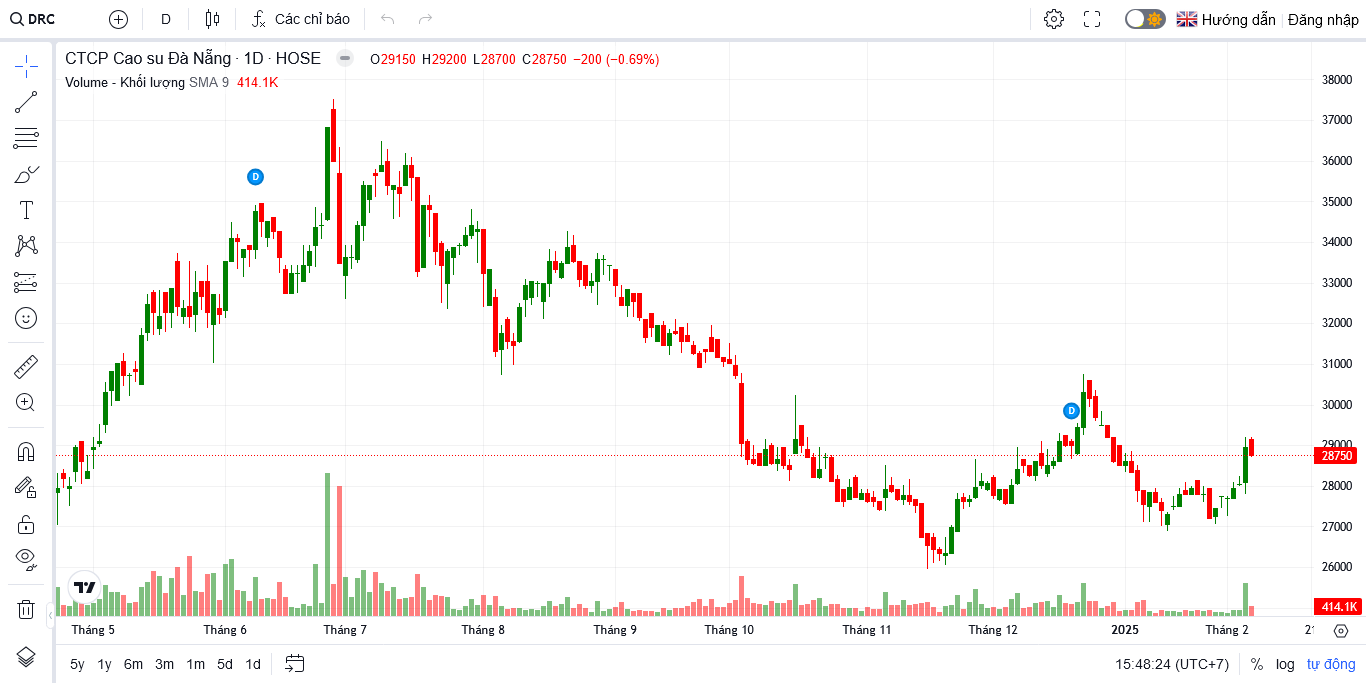 DRC D Các chỉ báo Hướng dẫn Đăng nhập
CTCP Cao su Đà Nẵng · 1D · HOSE O29150 H29200 L28700 C28750 −200 (−0.69%)
Volume - Khối lượng SMA 9 414.1K
38000
37000
36000
D
35000
34000
33000
32000
31000
30000
D
29000
28750
28000
27000
26000
414.1K
Tháng 5 Tháng 6 Tháng 7 Tháng 8 Tháng 9 Tháng 10 Tháng 11 Tháng 12 2025 Tháng 2
5y 1y 6m 3m 1m 5d 1d 15:48:24 (UTC+7) % log tự động